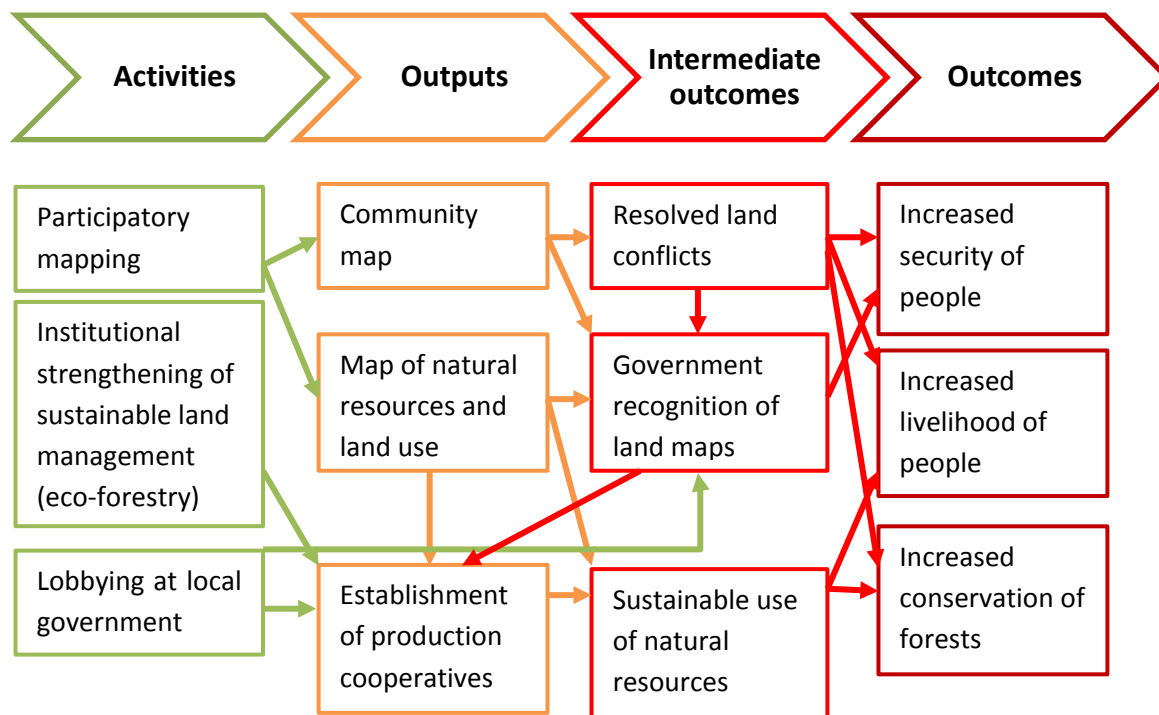 Activities
Outputs
Intermediate
outcomes
Outcomes
Participatory
mapping
Institutional
strengthening of
sustainable land
management
(eco-forestry)
Lobbying at local
government
Community
map
Map of natural
resources and
land use
Establishment
of production
cooperatives
Resolved land
conflicts
Government
recognition of
land maps
Sustainable use
of natural
resources
Increased
security of
people
Increased
livelihood of
people
Increased
conservation of
forests